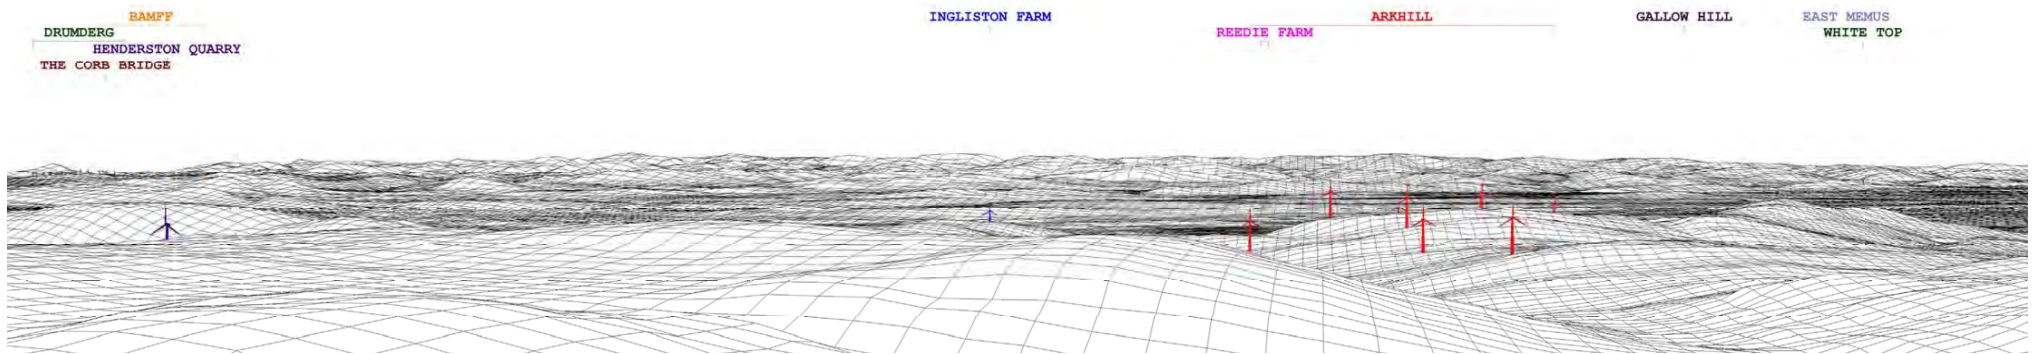 BAMFF
INGLISTON FARM
ARKHILL
GALLOW HILL
EAST MEMUS
DRUMDERG
REEDIE FARM
WHITE TOP
HENDERSTON QUARRY
THE CORB BRIDGE